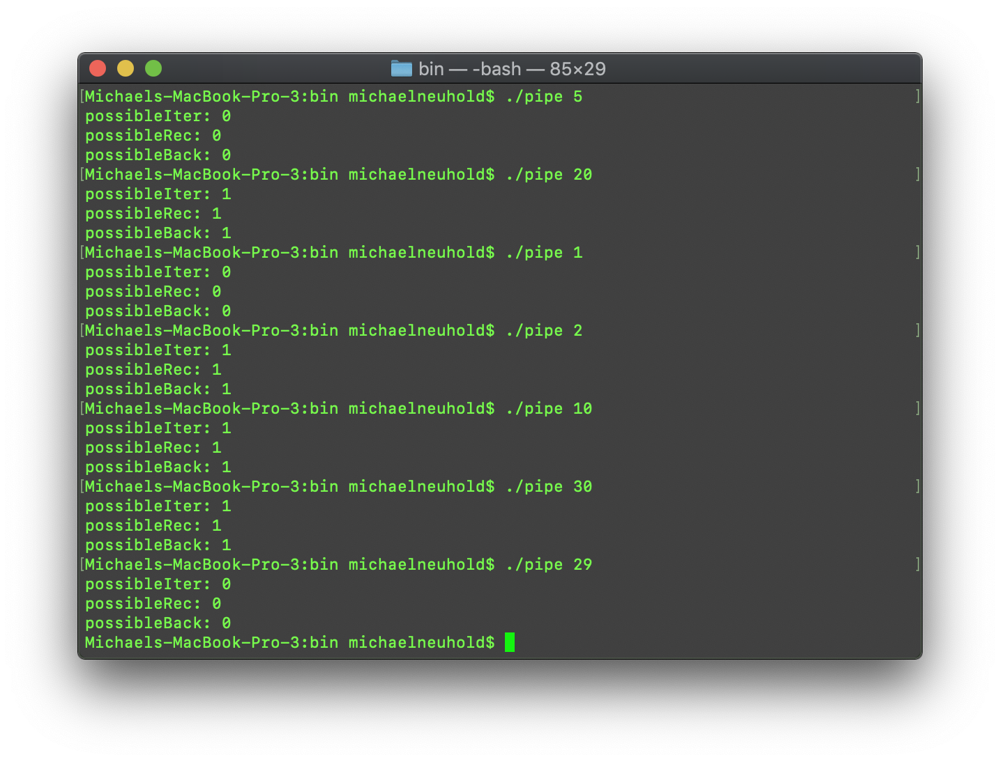 bin — -bash — 85×29
[Michaels-MacBook-Pro-3:bin michaelneuhold$ ./pipe 5 ]
possibleIter: 0
possibleRec: 0
possibleBack: 0
[Michaels-MacBook-Pro-3:bin michaelneuhold$ ./pipe 20 ]
possibleIter: 1
possibleRec: 1
possibleBack: 1
[Michaels-MacBook-Pro-3:bin michaelneuhold$ ./pipe 1 ]
possibleIter: 0
possibleRec: 0
possibleBack: 0
[Michaels-MacBook-Pro-3:bin michaelneuhold$ ./pipe 2 ]
possibleIter: 1
possibleRec: 1
possibleBack: 1
[Michaels-MacBook-Pro-3:bin michaelneuhold$ ./pipe 10 ]
possibleIter: 1
possibleRec: 1
possibleBack: 1
[Michaels-MacBook-Pro-3:bin michaelneuhold$ ./pipe 30 ]
possibleIter: 1
possibleRec: 1
possibleBack: 1
[Michaels-MacBook-Pro-3:bin michaelneuhold$ ./pipe 29 ]
possibleIter: 0
possibleRec: 0
possibleBack: 0
Michaels-MacBook-Pro-3:bin michaelneuhold$